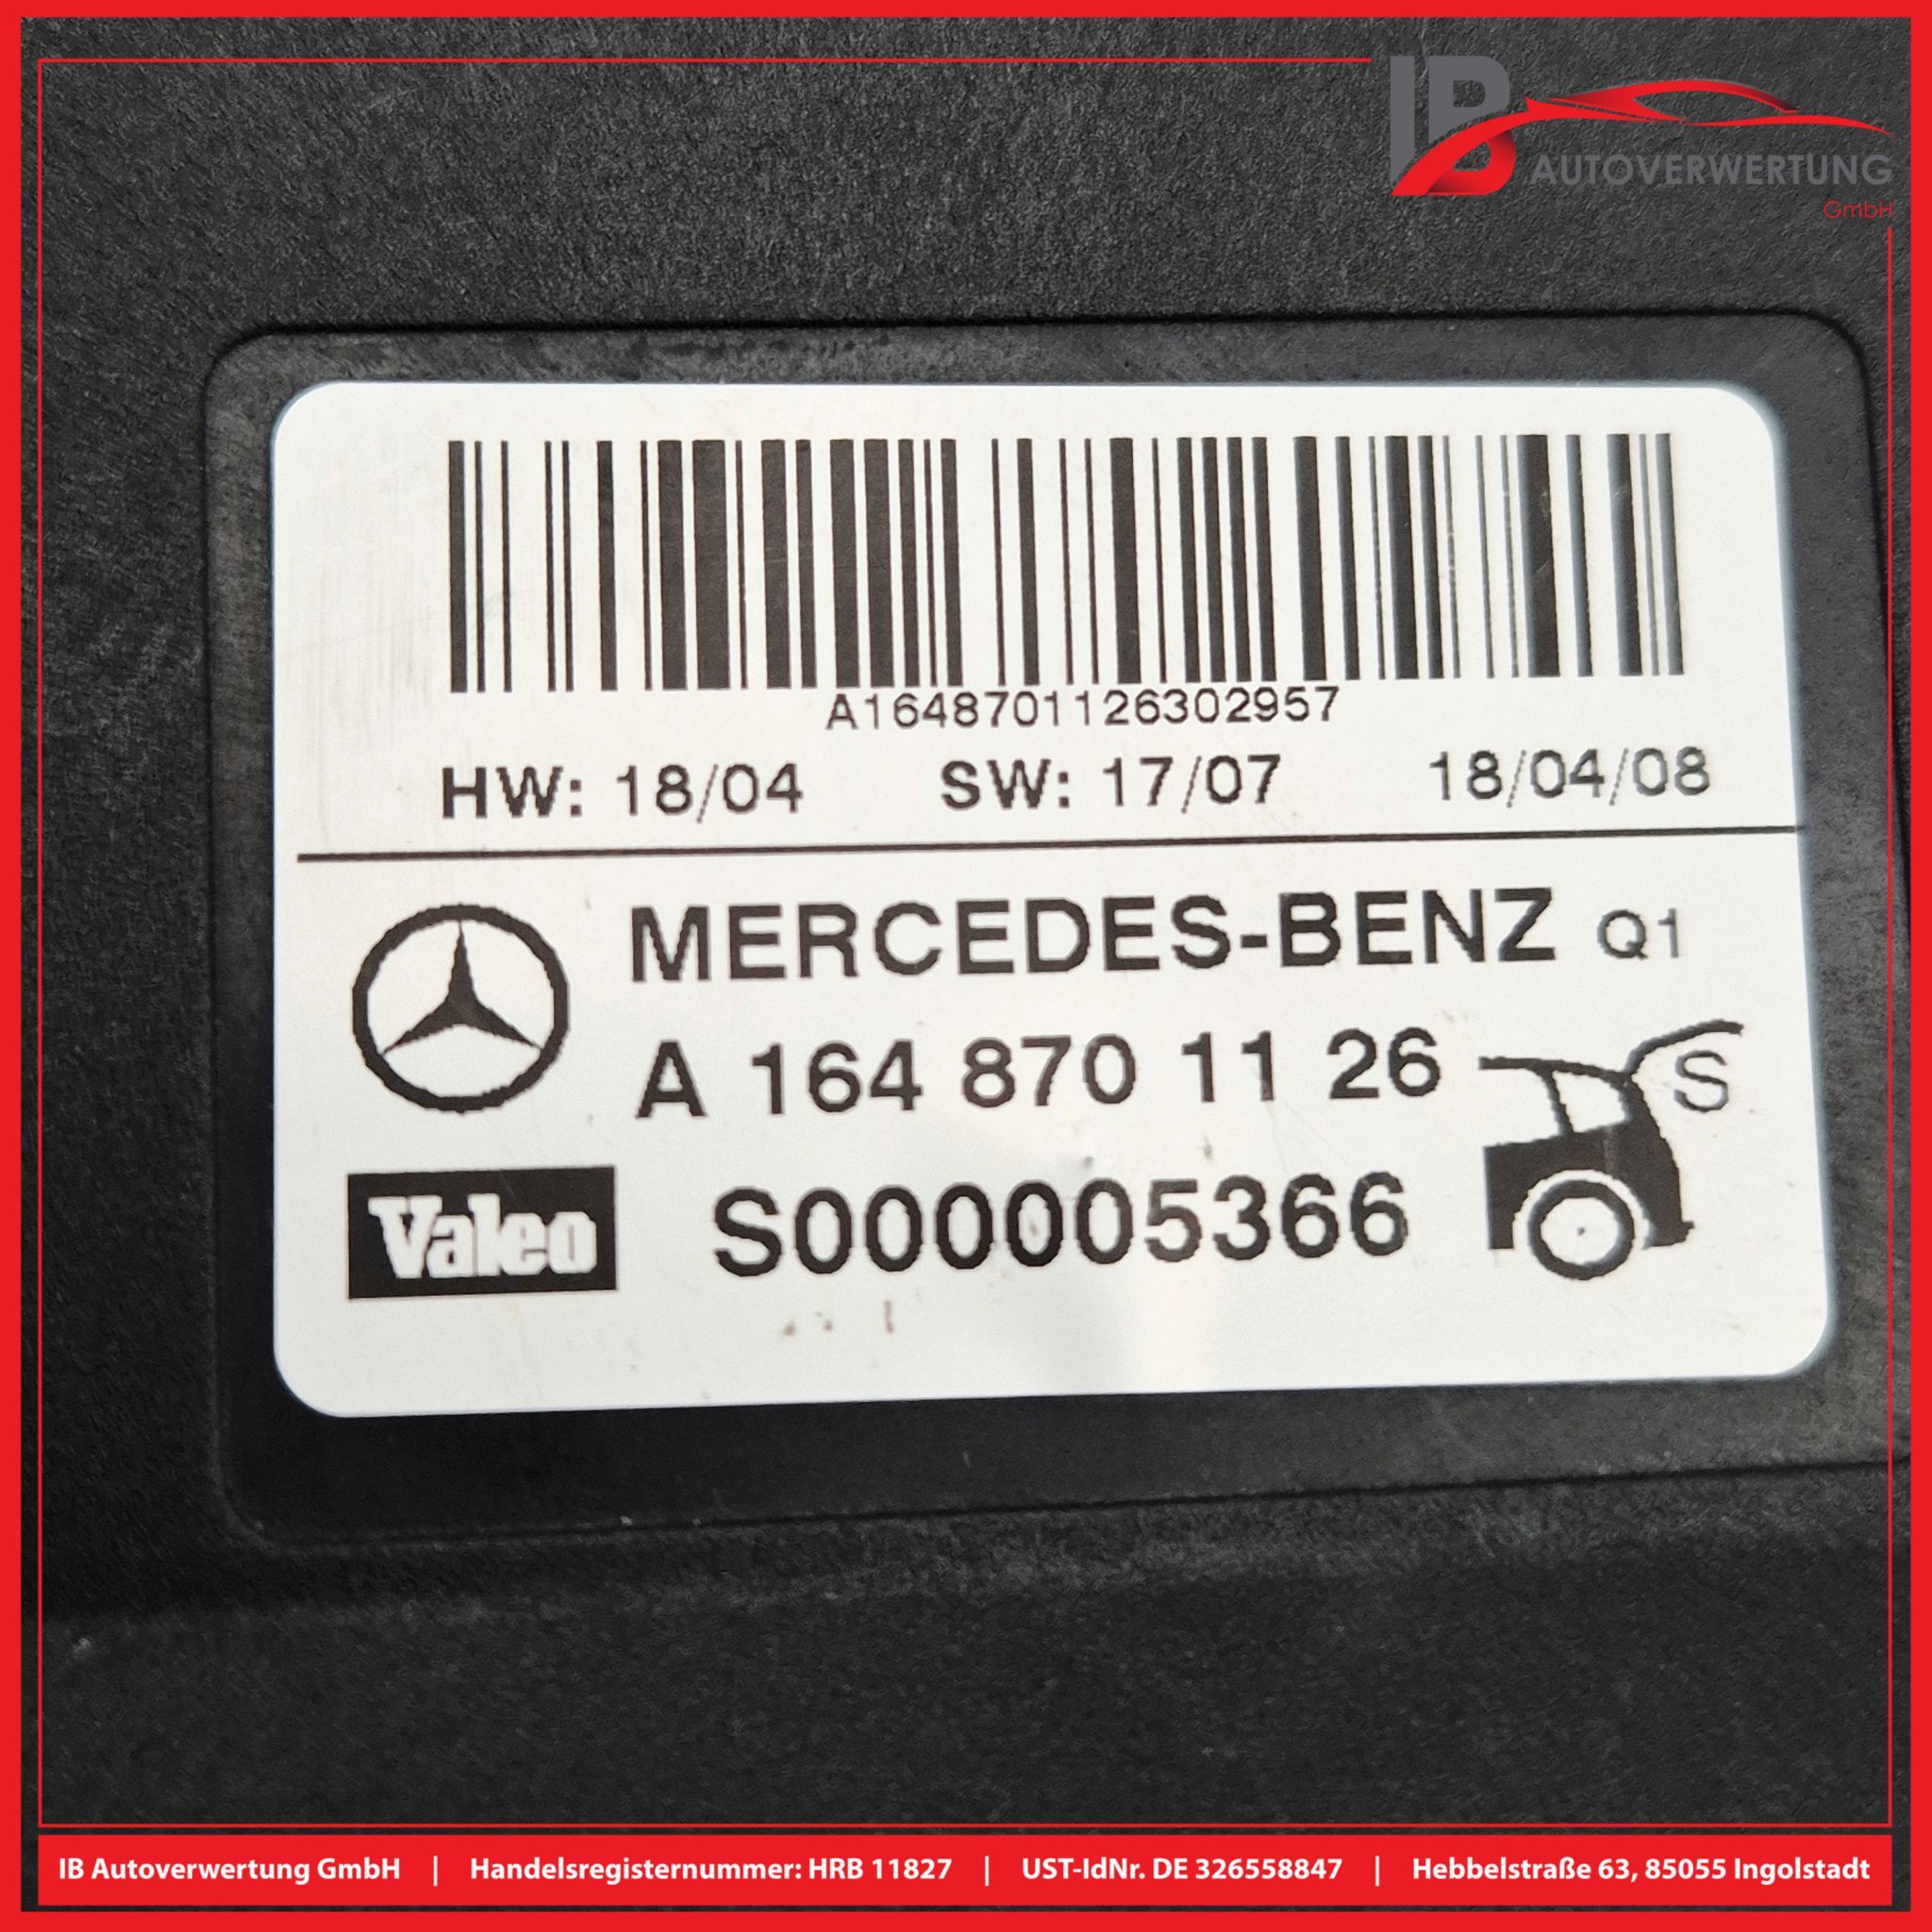 IB
AUTOVERWERTUNG
GmbH
A1648701126302957
HW: 18/04 SW: 17/07 18/04/08
MERCEDES-BENZ Q1
A 164 870 11 26 S
Valeo S000005366
IB Autoverwertung GmbH | Handelsregisternummer: HRB 11827 | UST-IdNr. DE 326558847 | Hebbelstraße 63, 85055 Ingolstadt